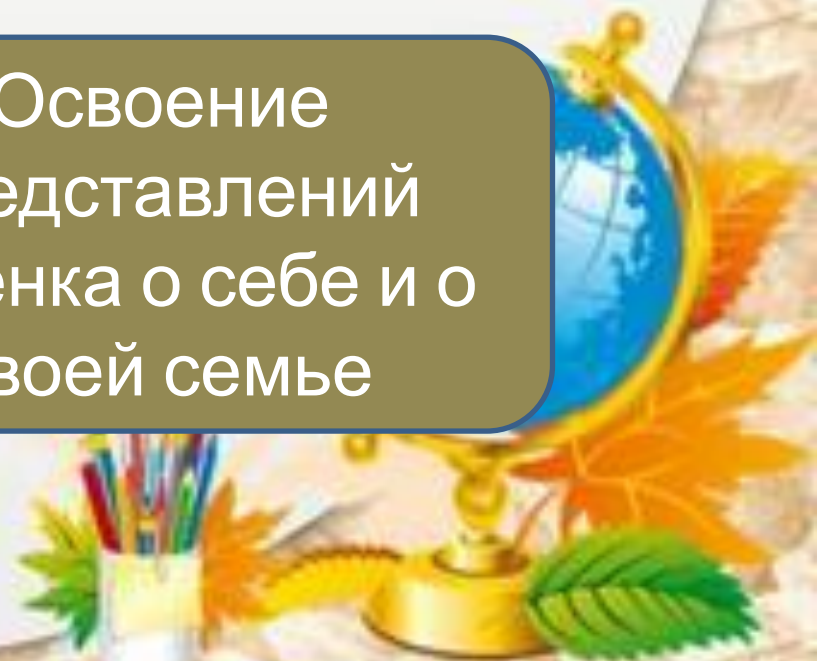 Освоение
едставлений
енка о себе и о
воей семье